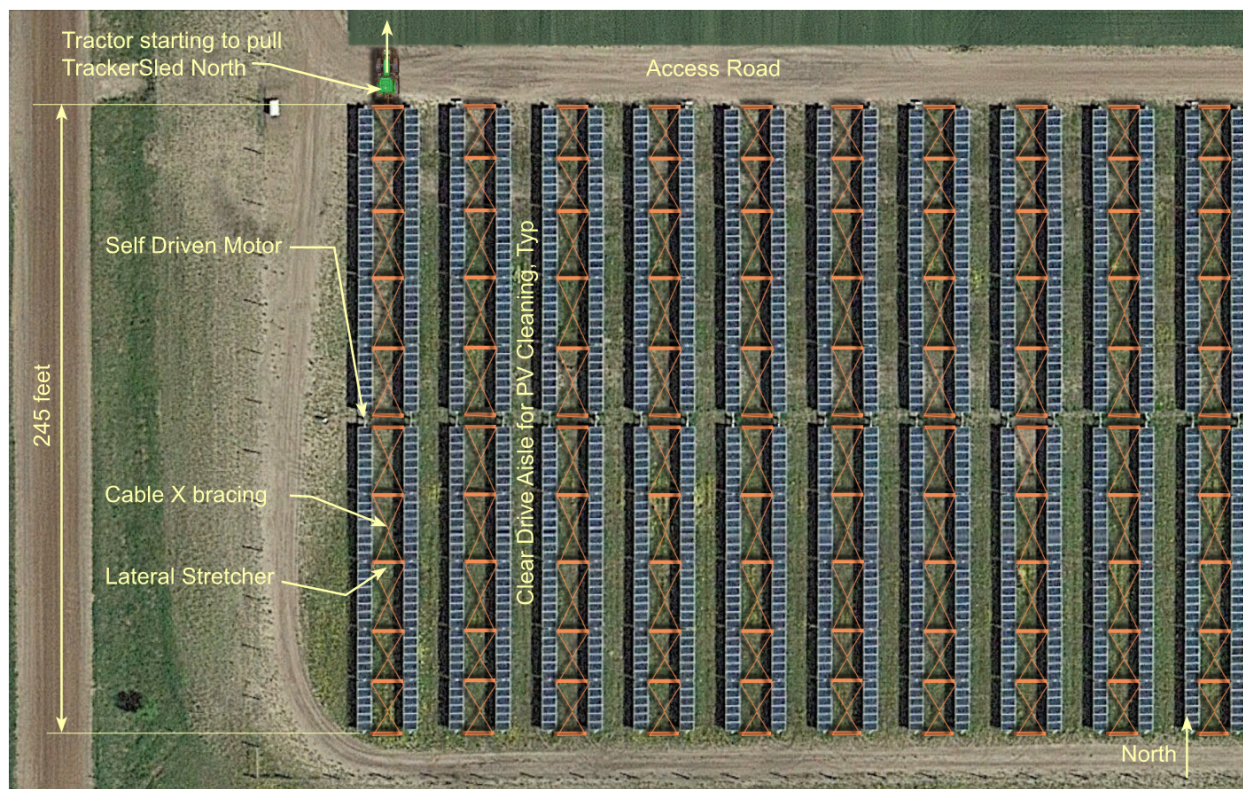 Tractor starting to pull
TrackerSled North
Access Road
245 feet
Self Driven Motor
Clear Drive Aisle for PV Cleaning, Typ
Cable X bracing
Lateral Stretcher
North